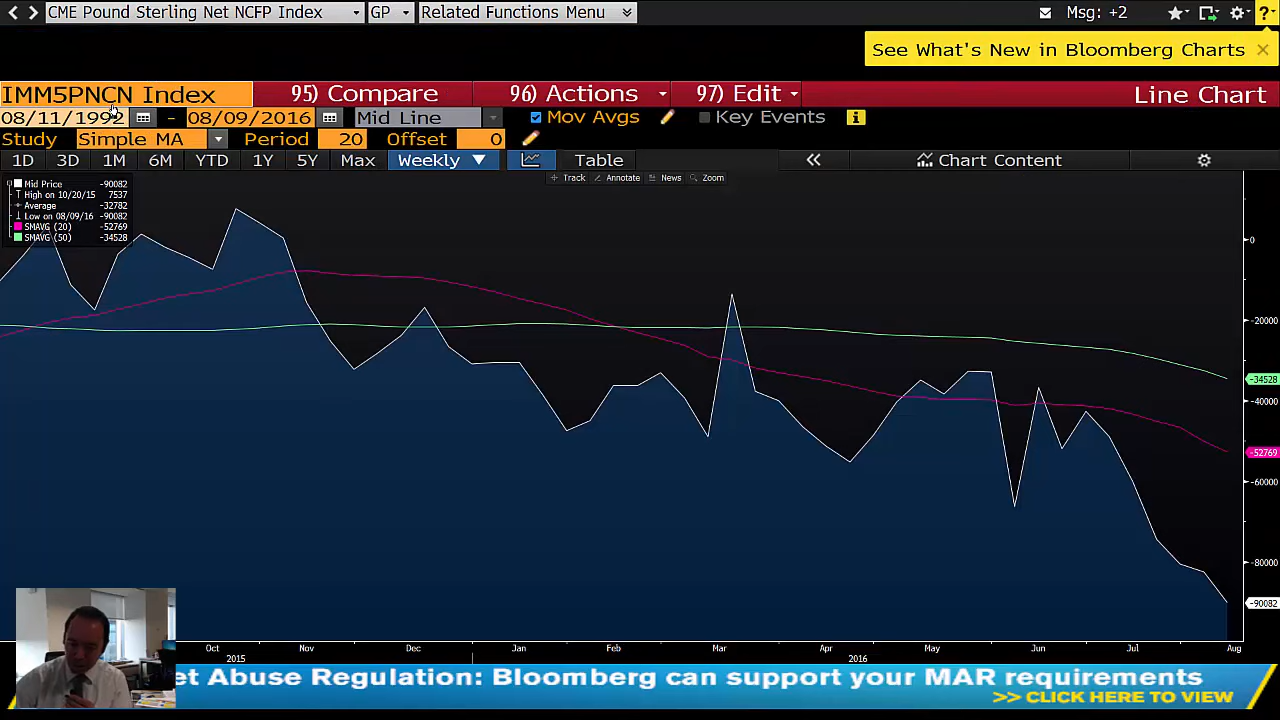 CME Pound Sterling Net NCFP Index GP Related Functions Menu Msg: +2 ?
See What's New in Bloomberg Charts
IMM5PNCN Index 95) Compare 96) Actions 97) Edit Line Chart
08/11/1992 - 08/09/2016 Mid Line Mov Avgs Key Events
Study Simple MA Period 20 Offset 0
1D 3D 1M 6M YTD 1Y 5Y Max Weekly Table Chart Content
Track Annotate News Zoom
Mid Price -90082
High on 10/20/15 7537
Average -32782
Low on 08/09/16 -90082
SMAVG (20) -52769
SMAVG (50) -34528
0
-20000
-34528
-40000
-52769
-60000
-80000
-90082
Oct Nov Dec Jan Feb Mar Apr May Jun Jul Aug
2015 2016
et Abuse Regulation: Bloomberg can support your MAR requirements
>> CLICK HERE TO VIEW